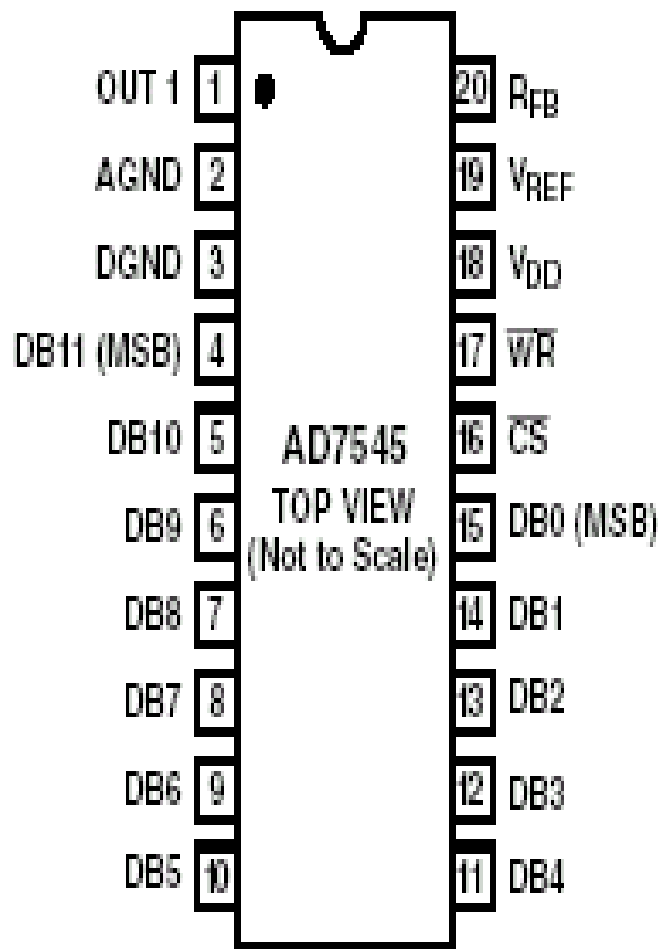 OUT 1 1 20 RFB
AGND 2 19 VREF
DGND 3 18 VDD
DB11 (MSB) 4 17 WR
DB10 5 16 CS
DB9 6 15 DB0 (MSB)
DB8 7 14 DB1
DB7 8 13 DB2
DB6 9 12 DB3
DB5 10 11 DB4
AD7545
TOP VIEW
(Not to Scale)